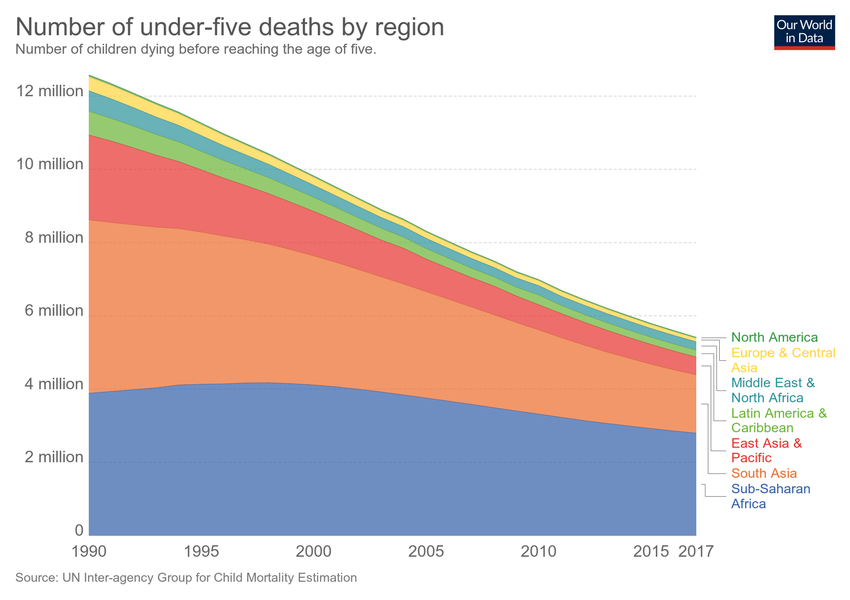 Number of under-five deaths by region
Number of children dying before reaching the age of five.
Our World
in Data
12 million
10 million
8 million
6 million
4 million
2 million
0
1990
1995
2000
2005
2010
2015
2017
North America
Europe & Central
Asia
Middle East &
North Africa
Latin America &
Caribbean
East Asia &
Pacific
South Asia
Sub-Saharan
Africa
Source: UN Inter-agency Group for Child Mortality Estimation